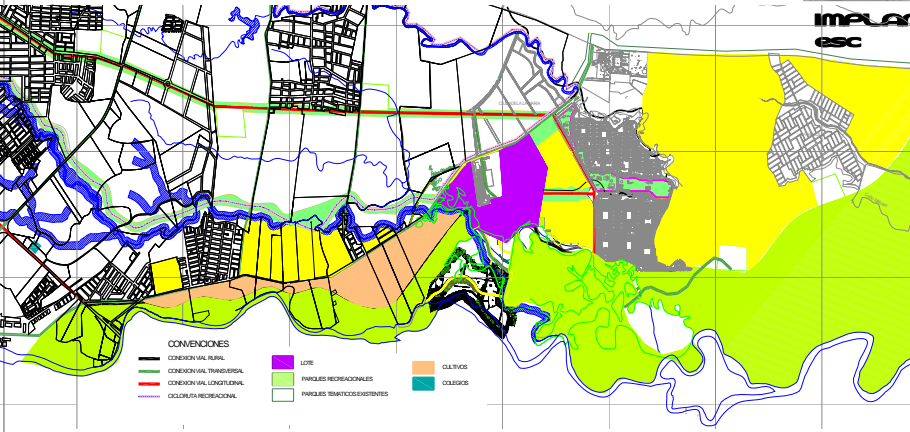 esc
CONVENCIONES
CONEXION VIAL RURAL
CONEXION VIAL TRANSVERSAL
CONEXION VIAL LONGITUDINAL
CICLORUTA RECREACIONAL
LOTE
PARQUES RECREACIONALES
PARQUES TEMATICOS EXISTENTES
CULTIVOS
COLEGIOS